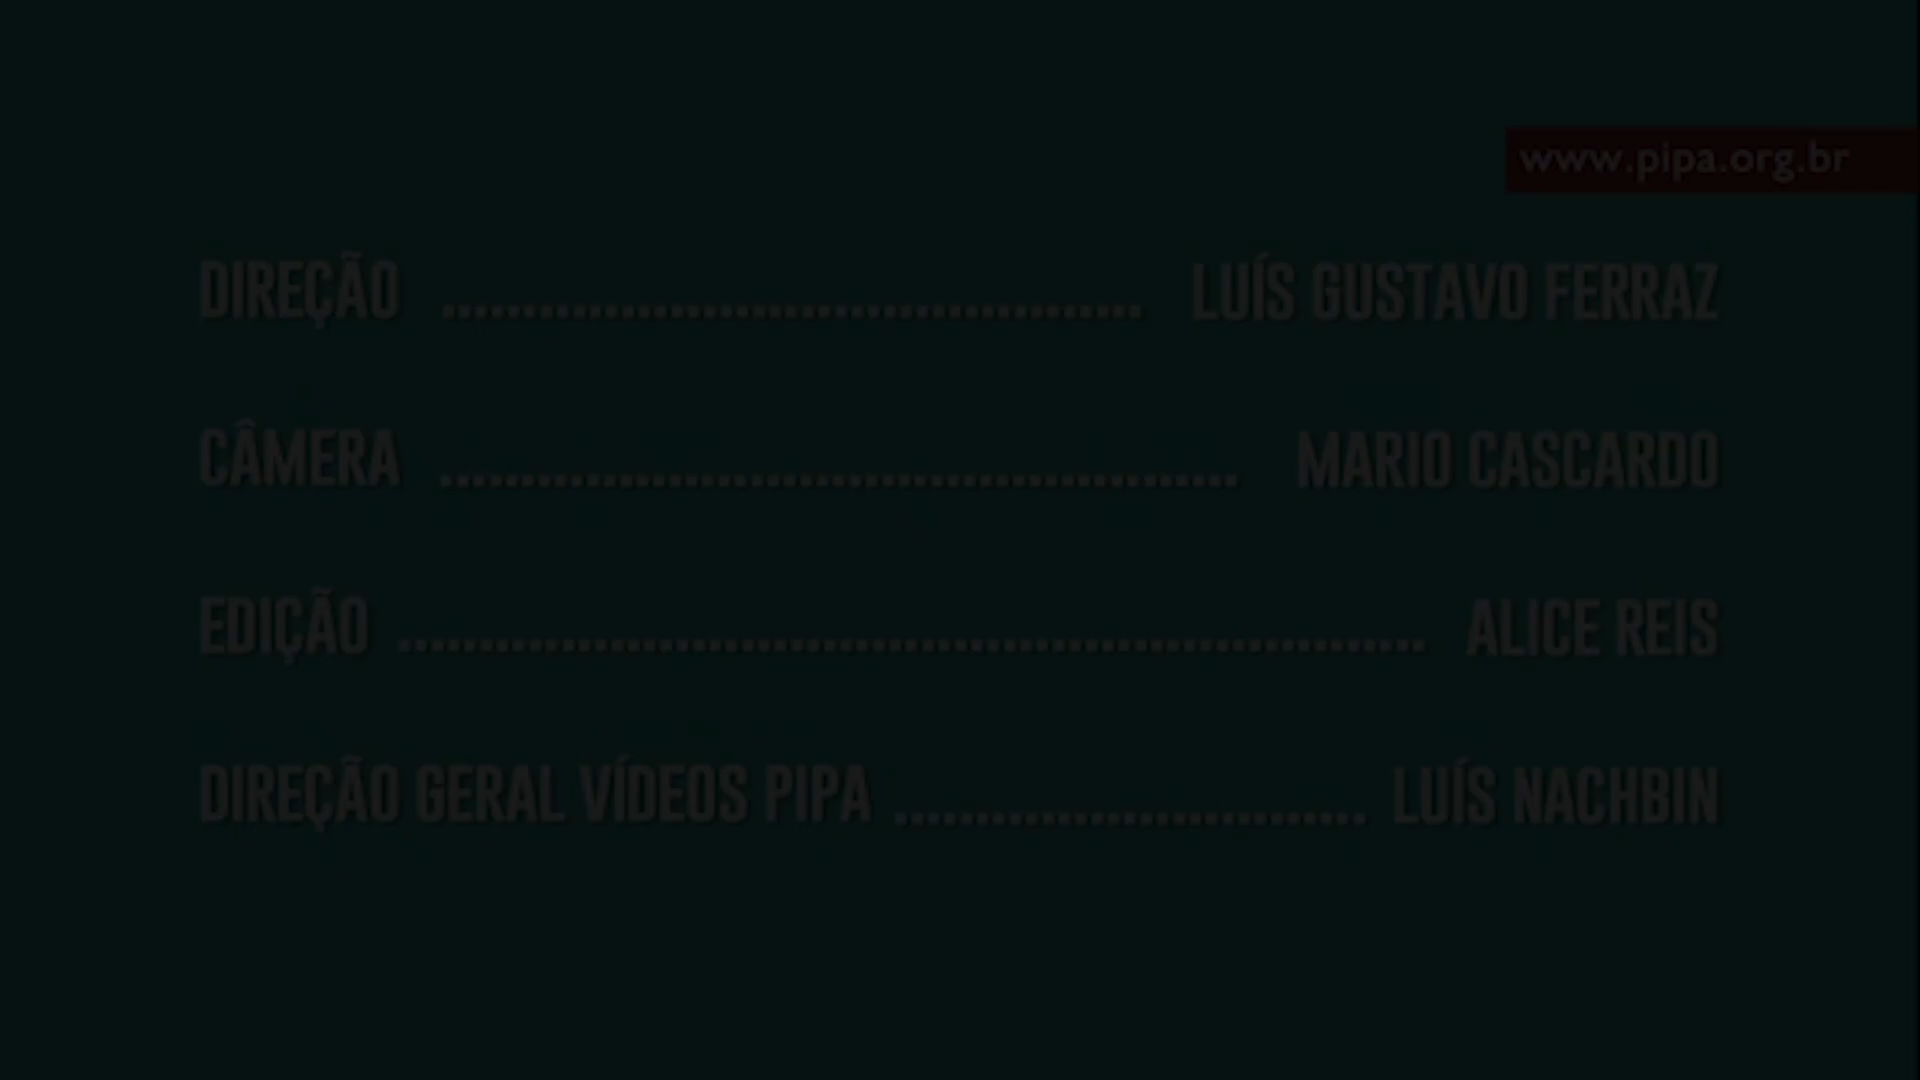 www.pipa.org.br
DIREÇÃO ........................................... LUÍS GUSTAVO FERRAZ
CÂMERA ................................................. MARIO CASCARDO
EDIÇÃO ............................................................... ALICE REIS
DIREÇÃO GERAL VÍDEOS PIPA ............................. LUÍS NACHBIN